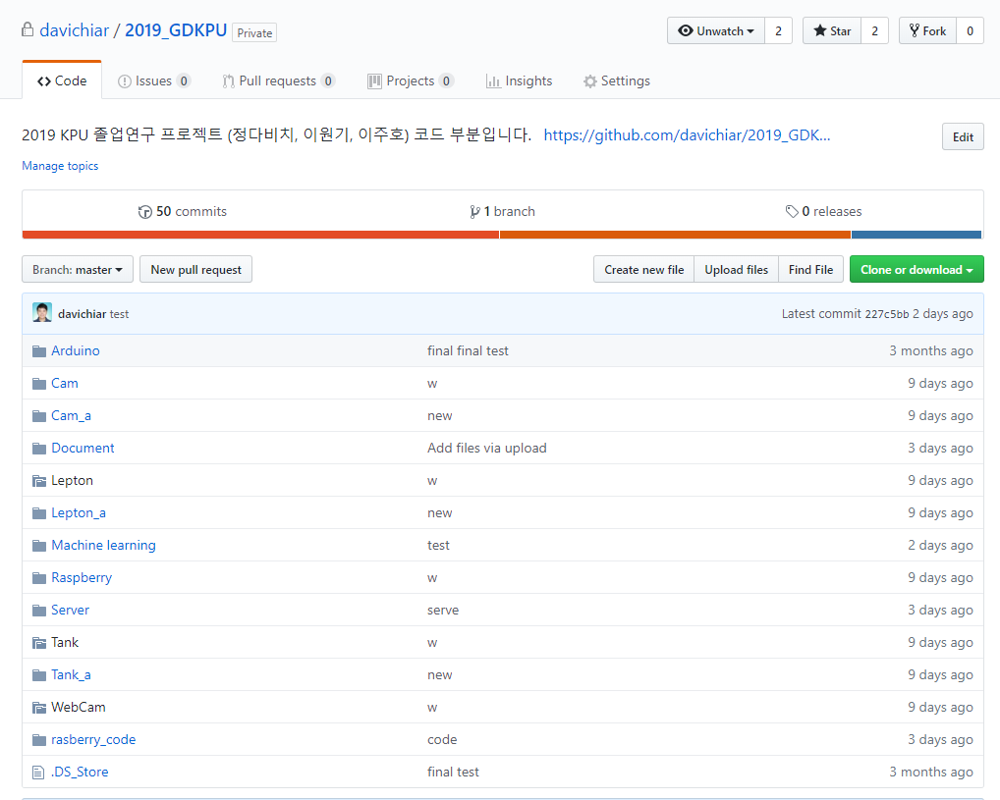 davichiar / 2019_GDKPU Private Unwatch 2 Star 2 Fork 0
Code Issues 0 Pull requests 0 Projects 0 Insights Settings
2019 KPU 졸업연구 프로젝트 (정다비치, 이원기, 이주호) 코드 부분입니다. https://github.com/davichiar/2019_GDK... Edit
Manage topics
50 commits 1 branch 0 releases
Branch: master New pull request Create new file Upload files Find File Clone or download
davichiar test Latest commit 227c5bb 2 days ago
Arduino final final test 3 months ago
Cam w 9 days ago
Cam_a new 9 days ago
Document Add files via upload 3 days ago
Lepton w 9 days ago
Lepton_a new 9 days ago
Machine learning test 2 days ago
Raspberry w 9 days ago
Server serve 3 days ago
Tank w 9 days ago
Tank_a new 9 days ago
WebCam w 9 days ago
rasberry_code code 3 days ago
.DS_Store final test 3 months ago